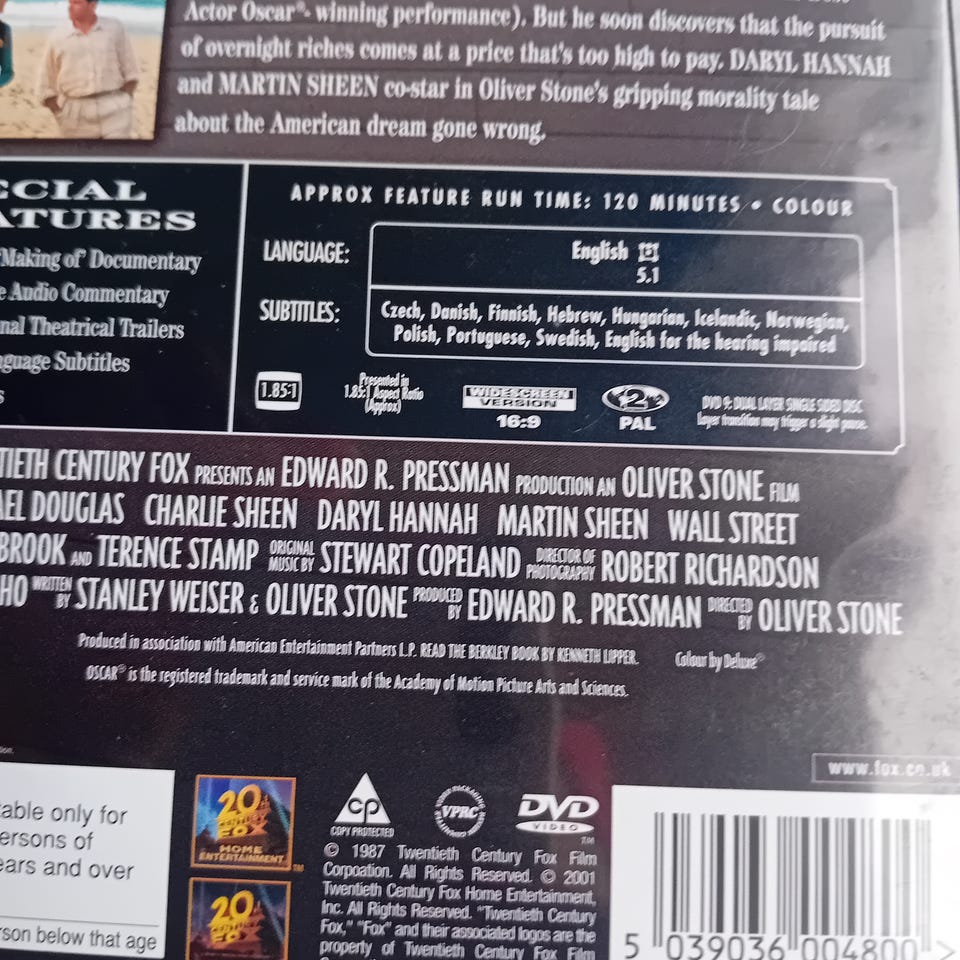 Actor Oscar®- winning performance). But he soon discovers that the pursuit
of overnight riches comes at a price that's too high to pay. DARYL HANNAH
and MARTIN SHEEN co-star in Oliver Stone's gripping morality tale
about the American dream gone wrong.
ECIAL
ATURES
'Making of' Documentary
e Audio Commentary
nal Theatrical Trailers
nguage Subtitles
s
APPROX FEATURE RUN TIME: 120 MINUTES • COLOUR
LANGUAGE:
English
5.1
SUBTITLES:
Czech, Danish, Finnish, Hebrew, Hungarian, Icelandic, Norwegian,
Polish, Portuguese, Swedish, English for the hearing impaired
1.85:1
Presented in
1.85:1 Aspect Ratio
(Approx)
WIDESCREEN
VERSION
16:9
2
PAL
DVD 9: DUAL LAYER SINGLE SIDED DISC
Layer transition may trigger a slight pause.
TIETH CENTURY FOX PRESENTS AN EDWARD R. PRESSMAN PRODUCTION AN OLIVER STONE FILM
AEL DOUGLAS CHARLIE SHEEN DARYL HANNAH MARTIN SHEEN WALL STREET
BROOK AND TERENCE STAMP ORIGINAL MUSIC BY STEWART COPELAND DIRECTOR OF PHOTOGRAPHY ROBERT RICHARDSON
HO WRITTEN BY STANLEY WEISER & OLIVER STONE PRODUCED BY EDWARD R. PRESSMAN DIRECTED BY OLIVER STONE
Produced in association with American Entertainment Partners L.P. READ THE BERKLEY BOOK BY KENNETH LIPPER. Colour by Deluxe®
OSCAR® is the registered trademark and service mark of the Academy of Motion Picture Arts and Sciences.
www.fox.co.uk
table only for
ersons of
ears and over
rson below that age
20
CENTURY
FOX
HOME
ENTERTAINMENT
TM
20
CENTURY
FOX
cp
COPY PROTECTED
VPRC
DVD
VIDEO
TM
© 1987 Twentieth Century Fox Film
Corpoation. All Rights Reserved. © 2001
Twentieth Century Fox Home Entertainment,
Inc. All Rights Reserved. "Twentieth Century
Fox," "Fox" and their associated logos are the
property of Twentieth Century Fox Film
5 039036 004800 >